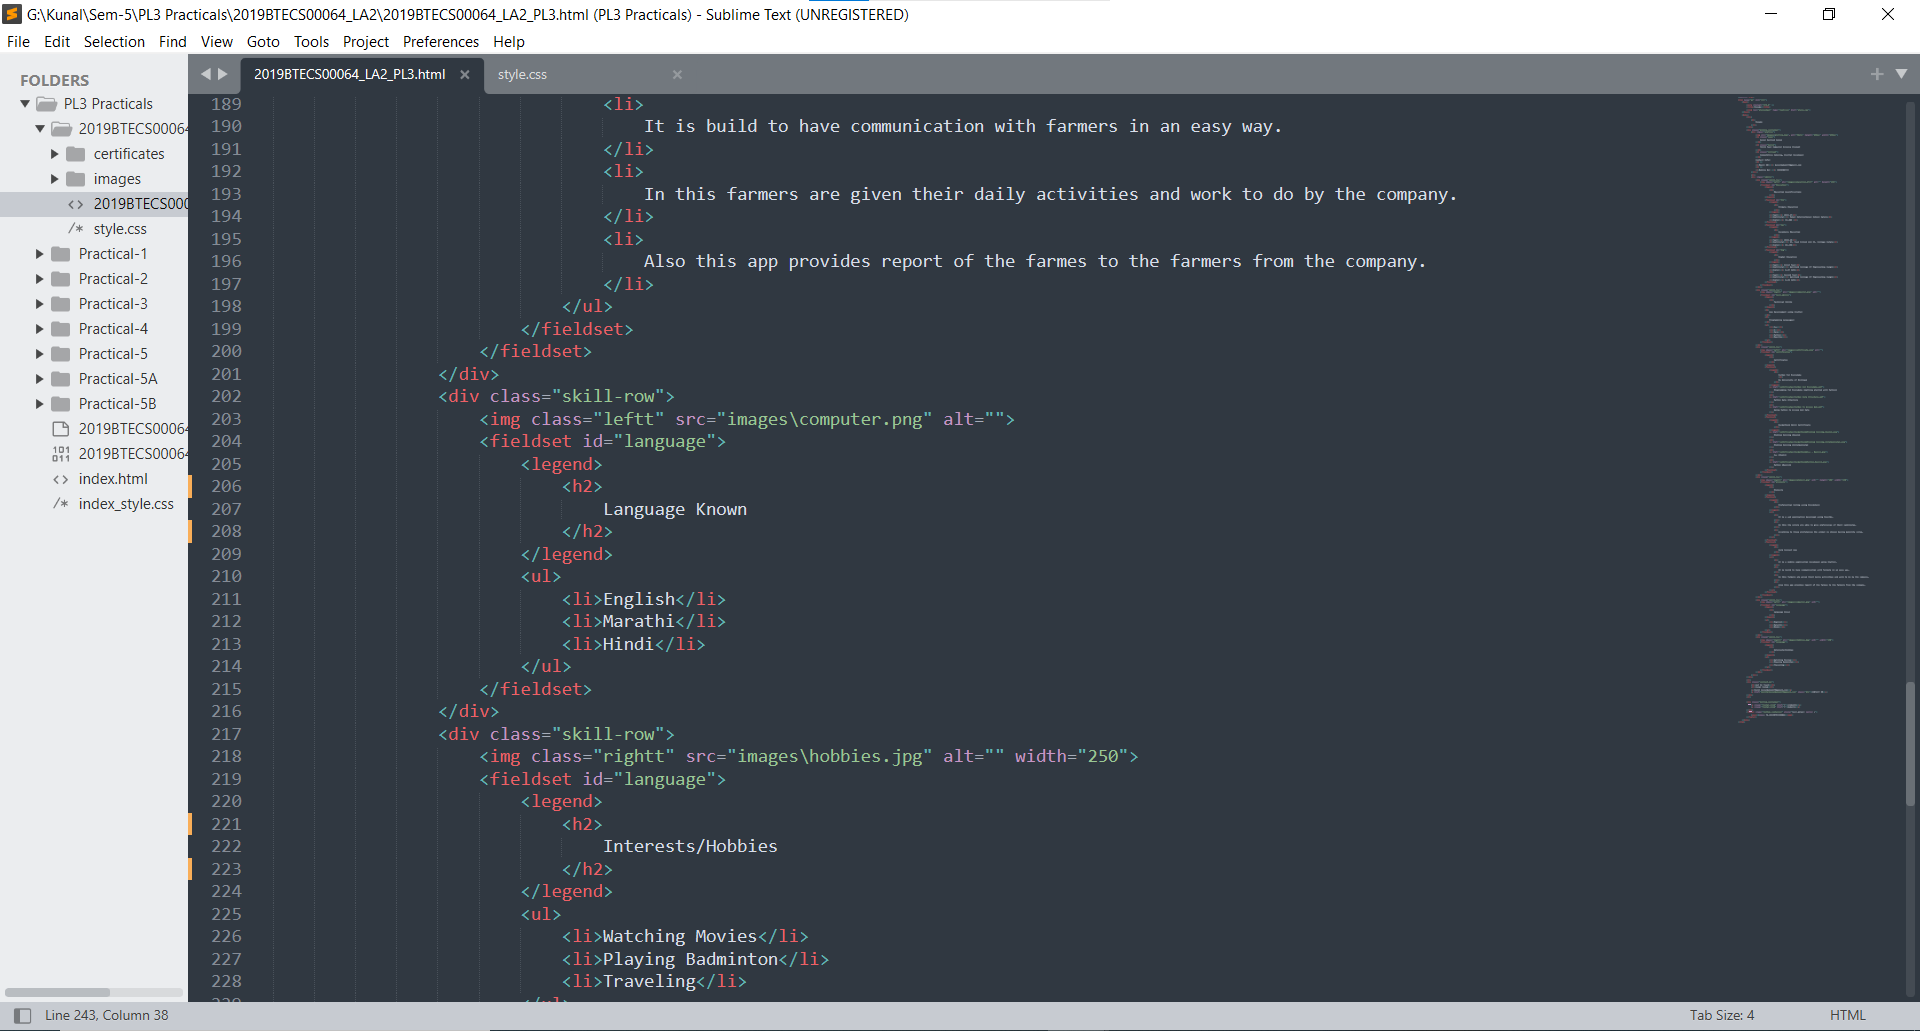 G:\Kunal\Sem-5\PL3 Practicals\2019BTECS00064_LA2\2019BTECS00064_LA2_PL3.html (PL3 Practicals) - Sublime Text (UNREGISTERED)
File Edit Selection Find View Goto Tools Project Preferences Help
FOLDERS
PL3 Practicals
2019BTECS00064
certificates
images
<> 2019BTECS000
/* style.css
Practical-1
Practical-2
Practical-3
Practical-4
Practical-5
Practical-5A
Practical-5B
2019BTECS00064
2019BTECS00064
<> index.html
/* index_style.css
2019BTECS00064_LA2_PL3.html
style.css
189 <li>
190 It is build to have communication with farmers in an easy way.
191 </li>
192 <li>
193 In this farmers are given their daily activities and work to do by the company.
194 </li>
195 <li>
196 Also this app provides report of the farmes to the farmers from the company.
197 </li>
198 </ul>
199 </fieldset>
200 </fieldset>
201 </div>
202 <div class="skill-row">
203 <img class="leftt" src="images\computer.png" alt="">
204 <fieldset id="language">
205 <legend>
206 <h2>
207 Language Known
208 </h2>
209 </legend>
210 <ul>
211 <li>English</li>
212 <li>Marathi</li>
213 <li>Hindi</li>
214 </ul>
215 </fieldset>
216 </div>
217 <div class="skill-row">
218 <img class="rightt" src="images\hobbies.jpg" alt="" width="250">
219 <fieldset id="language">
220 <legend>
221 <h2>
222 Interests/Hobbies
223 </h2>
224 </legend>
225 <ul>
226 <li>Watching Movies</li>
227 <li>Playing Badminton</li>
228 <li>Traveling</li>
Line 243, Column 38
Tab Size: 4
HTML